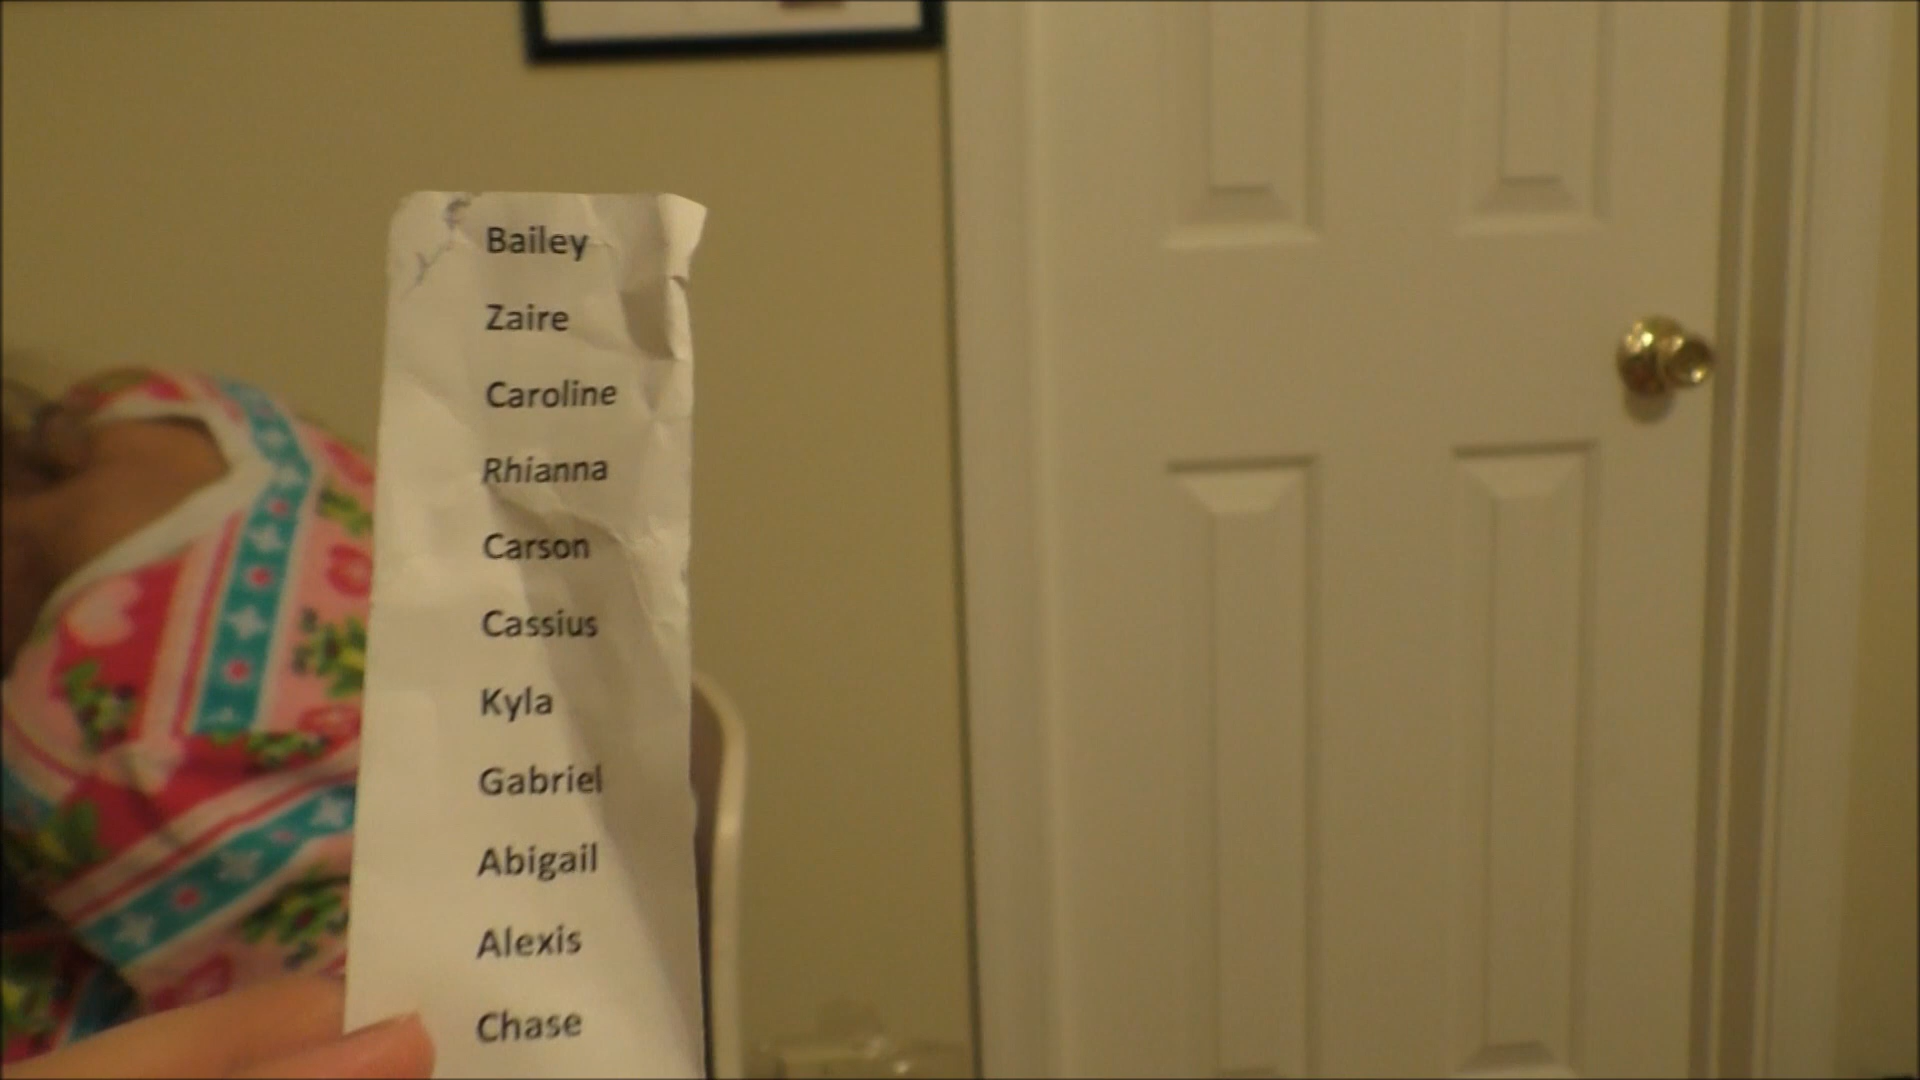 Bailey
Zaire
Caroline
Rhianna
Carson
Cassius
Kyla
Gabriel
Abigail
Alexis
Chase